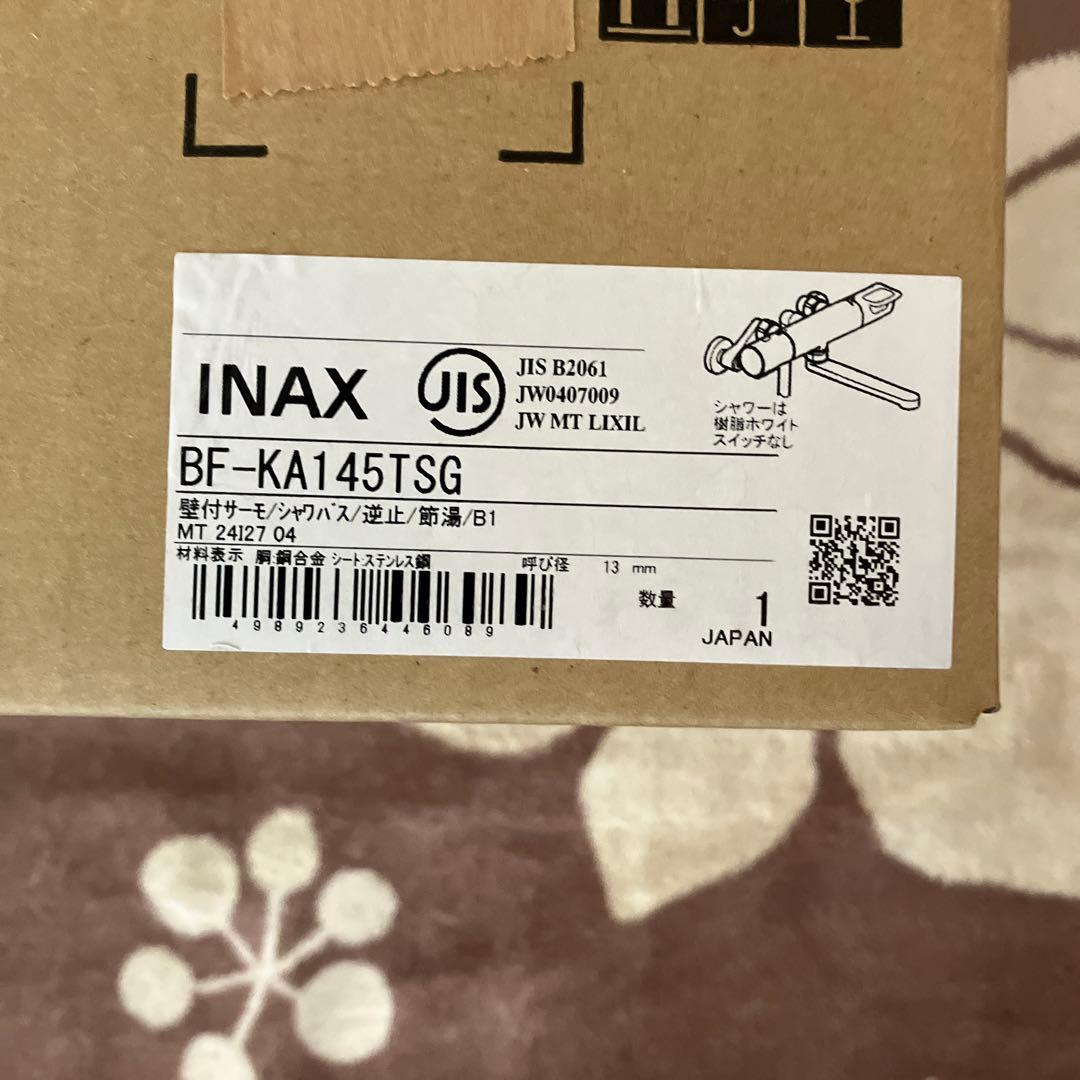 INAX
JIS
JIS B2061
JW0407009
JW MT LIXIL
シャワーは
樹脂ホワイト
スイッチなし
BF-KA145TSG
壁付サーモ/シャワバス/逆止/節湯/B1
MT 24I27 04
材料表示 胴:銅合金 シート:ステンレス鋼 呼び径 13 mm
4989236446089
数量 1
JAPAN